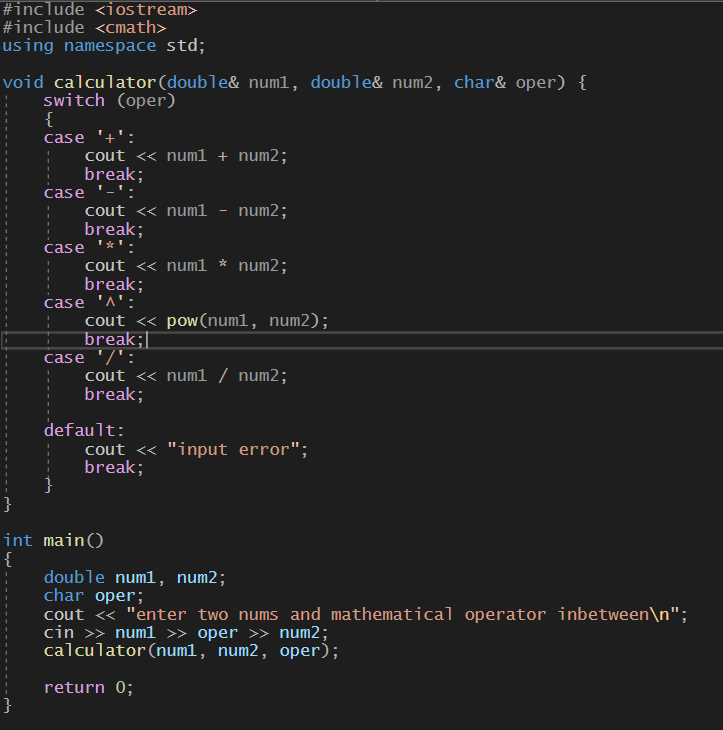 #include <iostream>
#include <cmath>
using namespace std;
void calculator(double& num1, double& num2, char& oper) {
switch (oper)
{
case '+':
cout << num1 + num2;
break;
case '-':
cout << num1 - num2;
break;
case '*':
cout << num1 * num2;
break;
case '^':
cout << pow(num1, num2);
break;
case '/':
cout << num1 / num2;
break;
default:
cout << "input error";
break;
}
}
int main()
{
double num1, num2;
char oper;
cout << "enter two nums and mathematical operator inbetween\n";
cin >> num1 >> oper >> num2;
calculator(num1, num2, oper);
return 0;
}